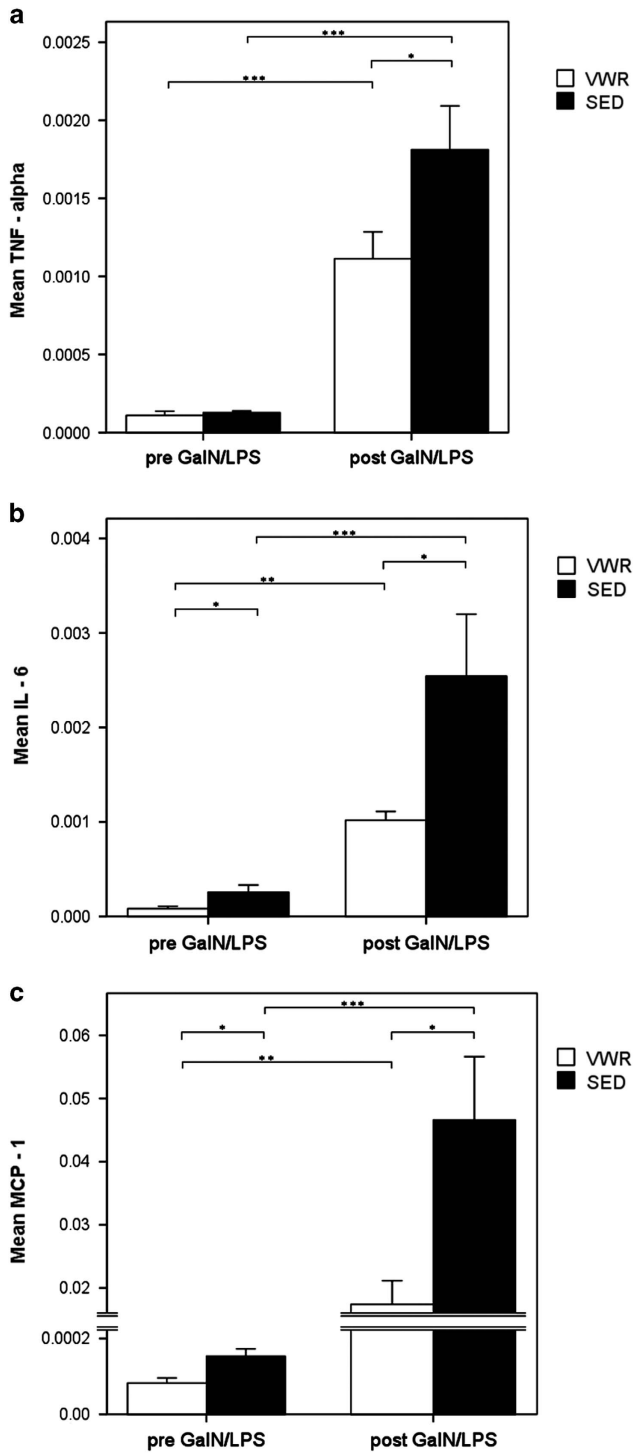 a
***
*
***
0.0025
0.0020
0.0015
0.0010
0.0005
0.0000
Mean TNF - alpha
pre GalN/LPS post GalN/LPS
VWR
SED
b
***
*
**
*
0.004
0.003
0.002
0.001
0.000
Mean IL - 6
pre GalN/LPS post GalN/LPS
VWR
SED
c
***
* *
**
0.06
0.05
0.04
0.03
0.02
0.0002
0.00
Mean MCP - 1
pre GalN/LPS post GalN/LPS
VWR
SED